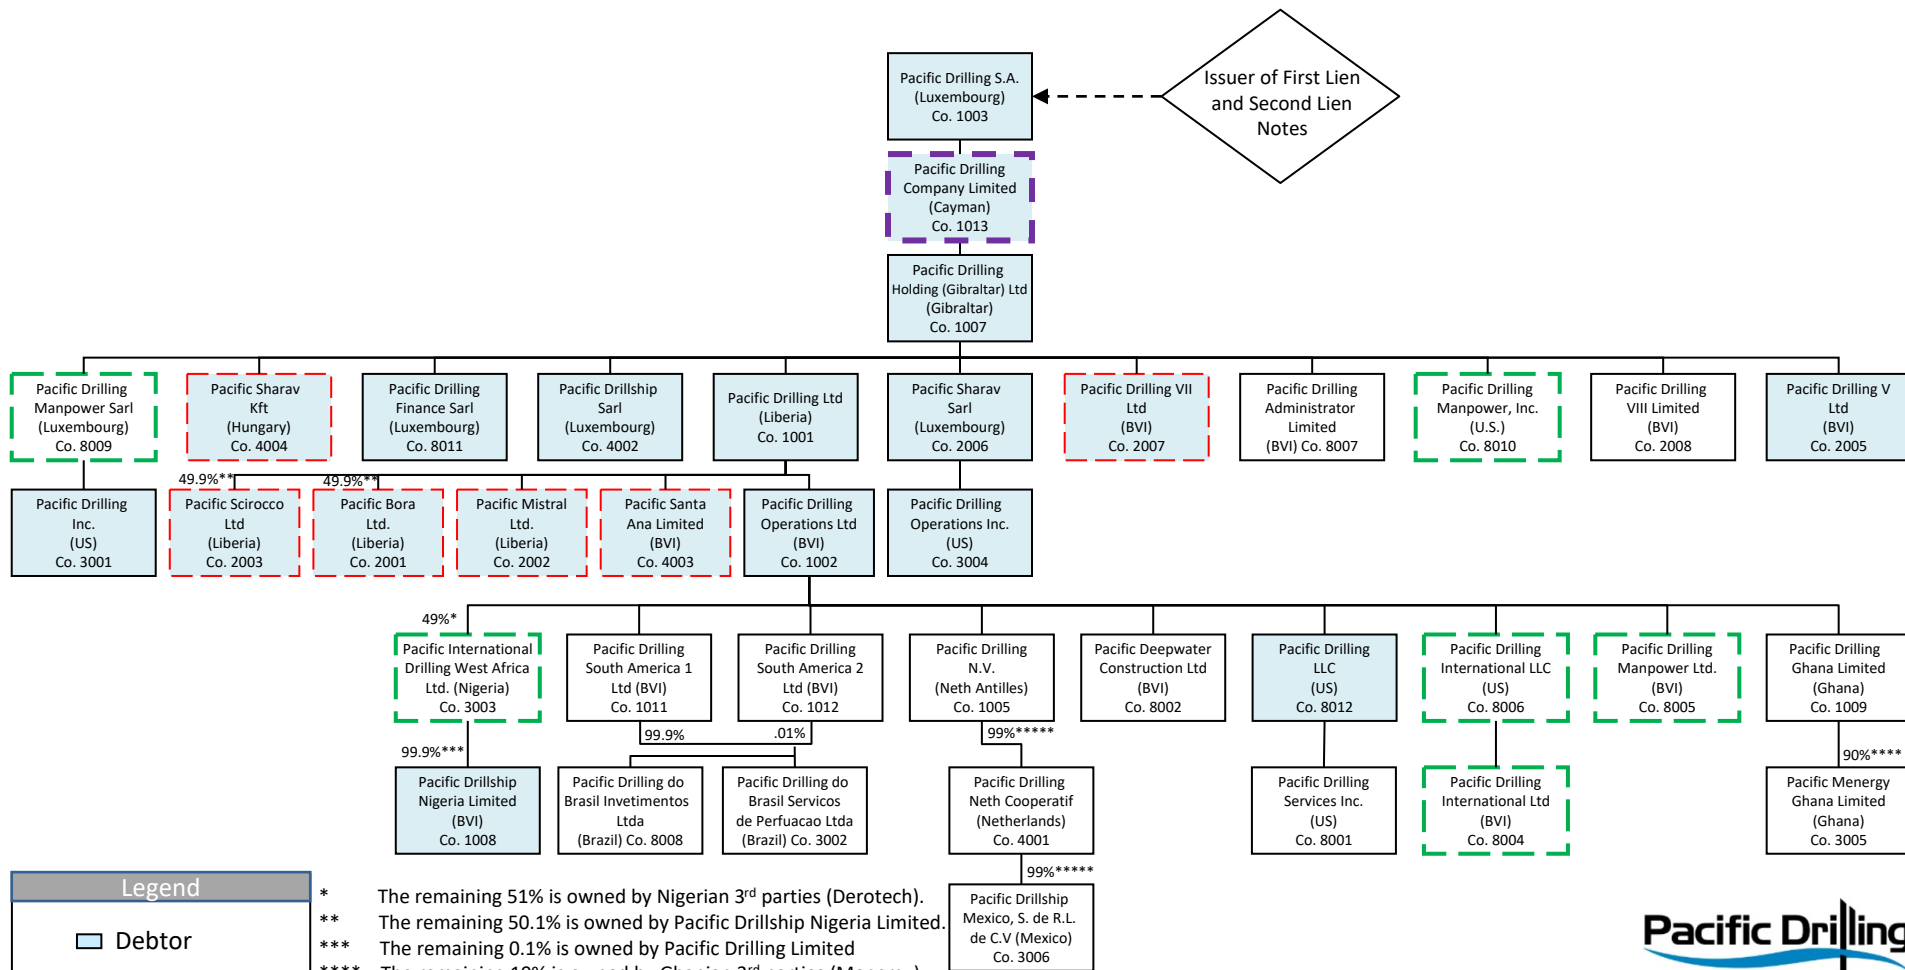 Pacific Drilling S.A.
(Luxembourg)
Co. 1003
Issuer of First Lien
and Second Lien
Notes
Pacific Drilling
Company Limited
(Cayman)
Co. 1013
Pacific Drilling
Holding (Gibraltar) Ltd
(Gibraltar)
Co. 1007
Pacific Drilling
Manpower Sarl
(Luxembourg)
Co. 8009
Pacific Sharav
Kft
(Hungary)
Co. 4004
Pacific Drilling
Finance Sarl
(Luxembourg)
Co. 8011
Pacific Drillship
Sarl
(Luxembourg)
Co. 4002
Pacific Drilling Ltd
(Liberia)
Co. 1001
Pacific Sharav
Sarl
(Luxembourg)
Co. 2006
Pacific Drilling VII
Ltd
(BVI)
Co. 2007
Pacific Drilling
Administrator
Limited
(BVI) Co. 8007
Pacific Drilling
Manpower, Inc.
(U.S.)
Co. 8010
Pacific Drilling
VIII Limited
(BVI)
Co. 2008
Pacific Drilling V
Ltd
(BVI)
Co. 2005
49.9%**
49.9%**
Pacific Drilling
Inc.
(US)
Co. 3001
Pacific Scirocco
Ltd
(Liberia)
Co. 2003
Pacific Bora
Ltd.
(Liberia)
Co. 2001
Pacific Mistral
Ltd.
(Liberia)
Co. 2002
Pacific Santa
Ana Limited
(BVI)
Co. 4003
Pacific Drilling
Operations Ltd
(BVI)
Co. 1002
Pacific Drilling
Operations Inc.
(US)
Co. 3004
49%*
Pacific International
Drilling West Africa
Ltd. (Nigeria)
Co. 3003
Pacific Drilling
South America 1
Ltd (BVI)
Co. 1011
Pacific Drilling
South America 2
Ltd (BVI)
Co. 1012
Pacific Drilling
N.V.
(Neth Antilles)
Co. 1005
Pacific Deepwater
Construction Ltd
(BVI)
Co. 8002
Pacific Drilling
LLC
(US)
Co. 8012
Pacific Drilling
International LLC
(US)
Co. 8006
Pacific Drilling
Manpower Ltd.
(BVI)
Co. 8005
Pacific Drilling
Ghana Limited
(Ghana)
Co. 1009
99.9%***
99.9%
.01%
99%*****
90%****
Pacific Drillship
Nigeria Limited
(BVI)
Co. 1008
Pacific Drilling do
Brasil Invetimentos
Ltda
(Brazil) Co. 8008
Pacific Drilling do
Brasil Servicos
de Perfuacao Ltda
(Brazil) Co. 3002
Pacific Drilling
Neth Cooperatif
(Netherlands)
Co. 4001
Pacific Drilling
Services Inc.
(US)
Co. 8001
Pacific Drilling
International Ltd
(BVI)
Co. 8004
Pacific Menergy
Ghana Limited
(Ghana)
Co. 3005
99%*****
Pacific Drillship
Mexico, S. de R.L.
de C.V (Mexico)
Co. 3006
Legend
Debtor
* The remaining 51% is owned by Nigerian 3rd parties (Derotech).
** The remaining 50.1% is owned by Pacific Drillship Nigeria Limited.
*** The remaining 0.1% is owned by Pacific Drilling Limited
**** The remaining 10% is owned by Ghanian 3rd parties (Menergy)
Pacific Drilling